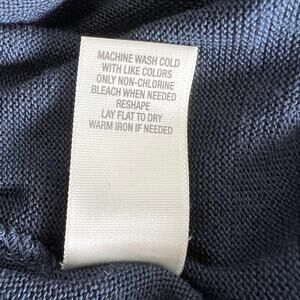 MACHINE WASH COLD
WITH LIKE COLORS
ONLY NON-CHLORINE
BLEACH WHEN NEEDED
RESHAPE
LAY FLAT TO DRY
WARM IRON IF NEEDED